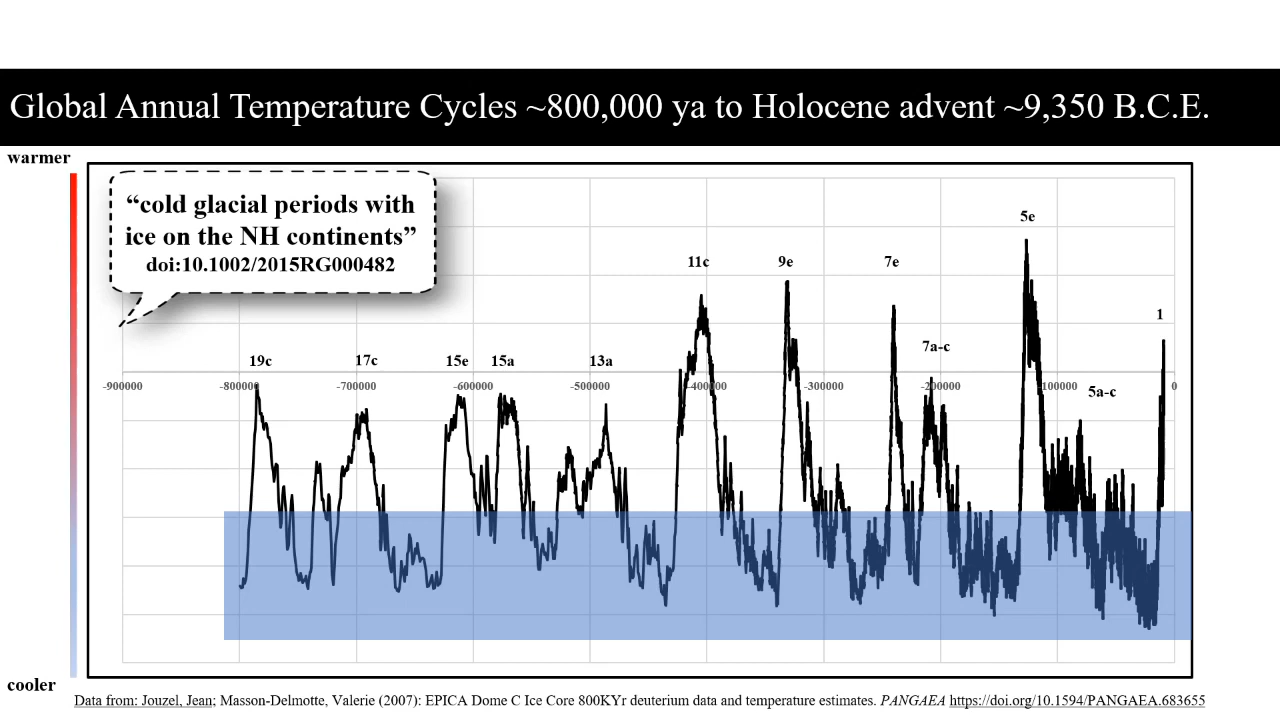 Global Annual Temperature Cycles ~800,000 ya to Holocene advent ~9,350 B.C.E.
warmer
“cold glacial periods with
ice on the NH continents”
doi:10.1002/2015RG000482
5e
11c
9e
7e
1
7a-c
19c
17c
15e
15a
13a
-900000
-800000
-700000
-600000
-500000
-400000
-300000
-200000
-100000
0
5a-c
cooler
Data from: Jouzel, Jean; Masson-Delmotte, Valerie (2007): EPICA Dome C Ice Core 800KYr deuterium data and temperature estimates. PANGAEA https://doi.org/10.1594/PANGAEA.683655